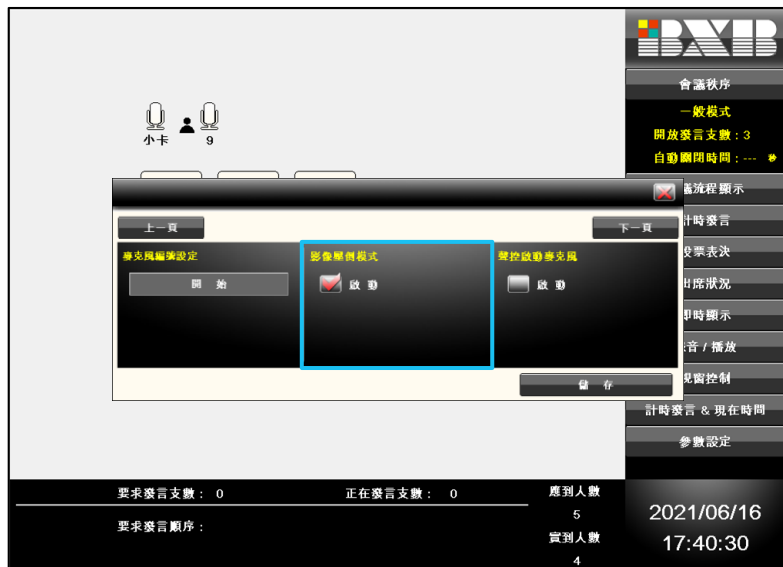 BXB
會議秩序
一般模式
開放發言支數：3
自動關閉時間：--- 秒
小卡
9
議流程顯示
上一頁
下一頁
計時發言
麥克風編號設定
影像壓倒模式
聲控啟動麥克風
投票表決
開 始
啟 動
啟 動
出席狀況
即時顯示
音 / 播放
儲 存
視窗控制
計時發言 & 現在時間
參數設定
要求發言支數： 0
正在發言支數： 0
應到人數
5
要求發言順序：
實到人數
4
2021/06/16
17:40:30